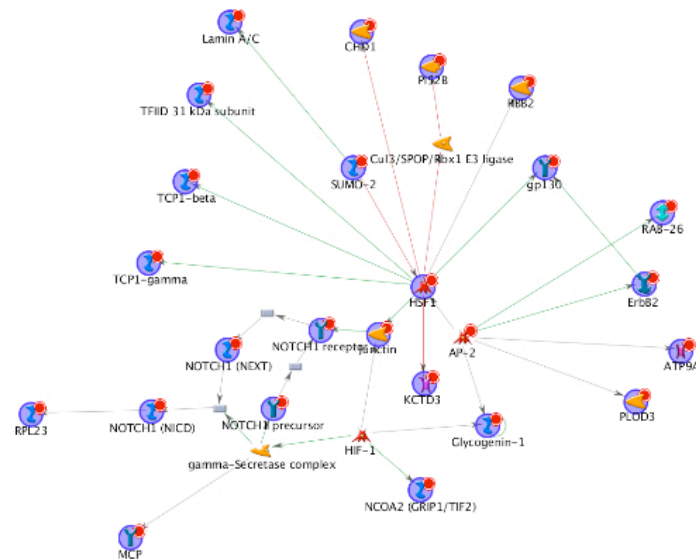 Lamin A/C
CHD1
PI52B
RBB2
TFIID 31 kDa subunit
Cul3/SPOP/Rbx1 E3 ligase
SUMO-2
gp130
TCP1-beta
RAB-26
TCP1-gamma
HSF1
ErbB2
NOTCH1 receptor
Junctin
AP-2
NOTCH1 (NEXT)
ATP9A
KCTD3
PLOD3
RPL23
NOTCH1 (NICD)
NOTCH1 precursor
HIF-1
Glycogenin-1
gamma-Secretase complex
NCOA2 (GRIP1/TIF2)
MCP